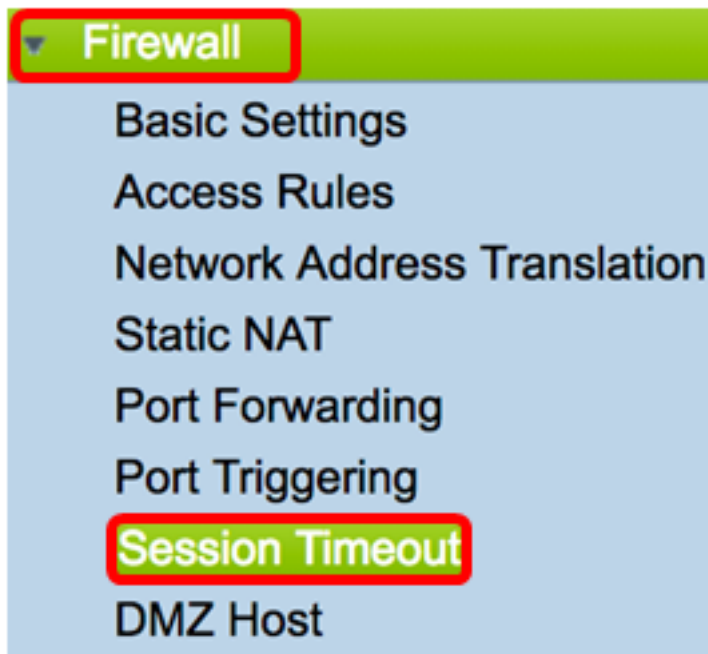 Firewall
Basic Settings
Access Rules
Network Address Translation
Static NAT
Port Forwarding
Port Triggering
Session Timeout
DMZ Host